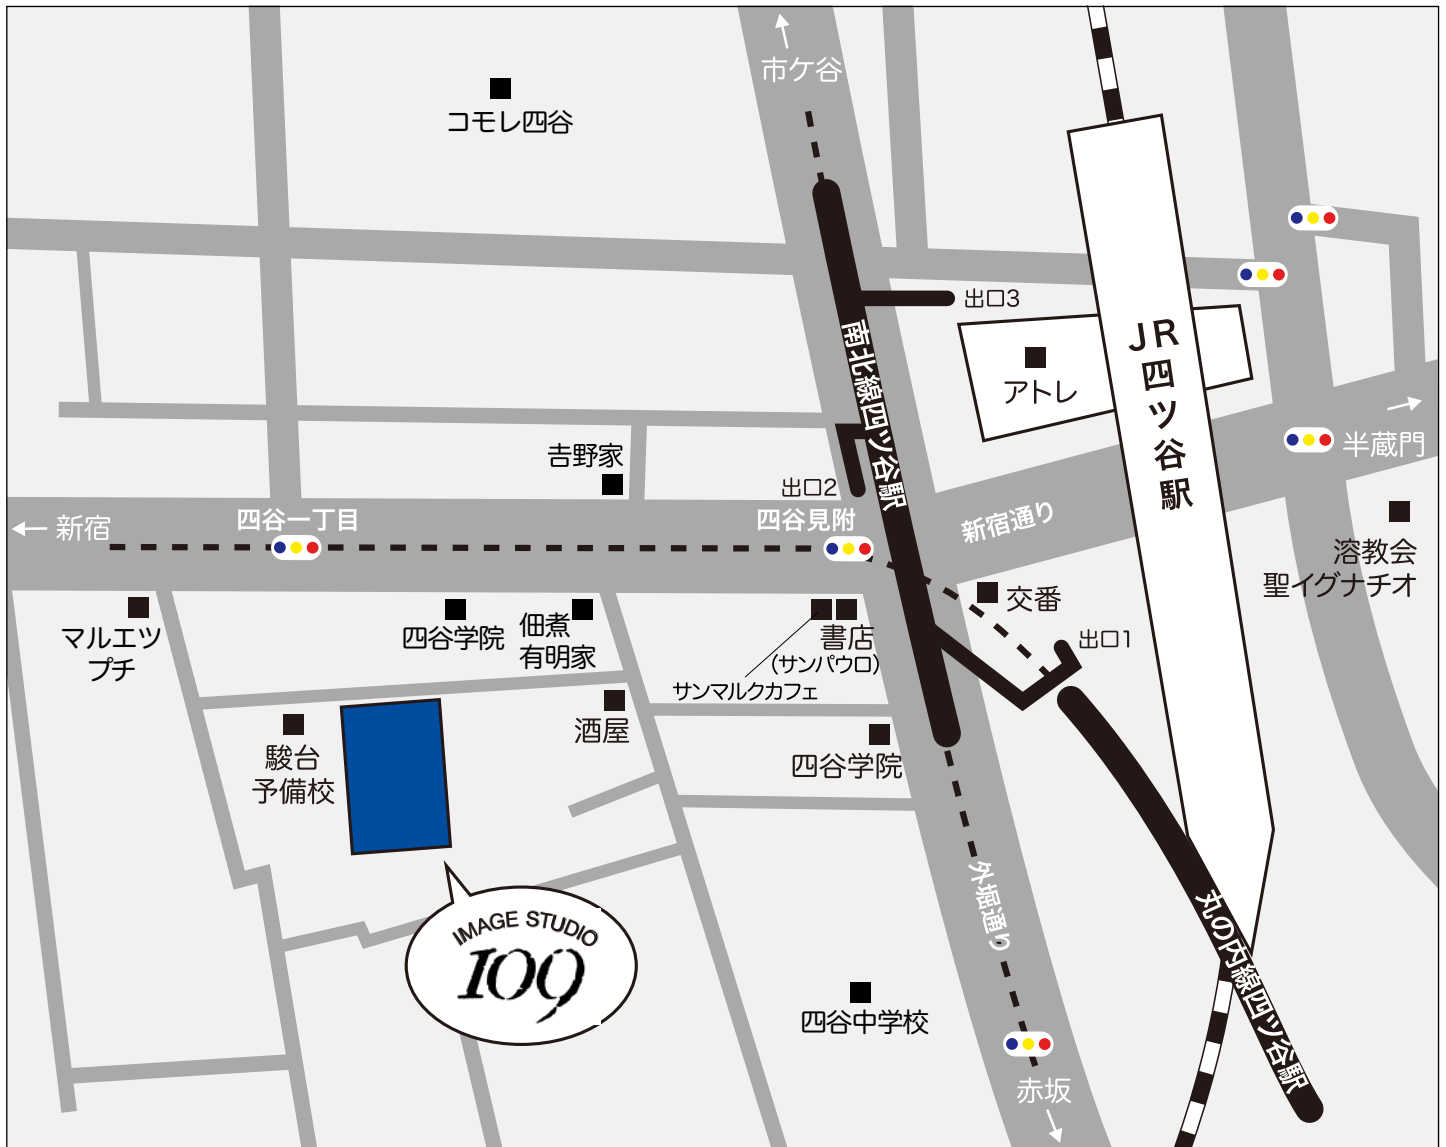 市ケ谷
コモレ四谷
出口3
南北線四ツ谷駅
JR四ツ谷駅
アトレ
半蔵門
𠮷野家
出口2
新宿
四谷一丁目
四谷見附
新宿通り
溶教会
聖イグナチオ
交番
マルエツ
プチ
四谷学院
佃煮
有明家
書店
(サンパウロ)
サンマルクカフェ
出口1
酒屋
駿台
予備校
四谷学院
外堀通り
丸の内線四ツ谷駅
IMAGE STUDIO
109
四谷中学校
赤坂